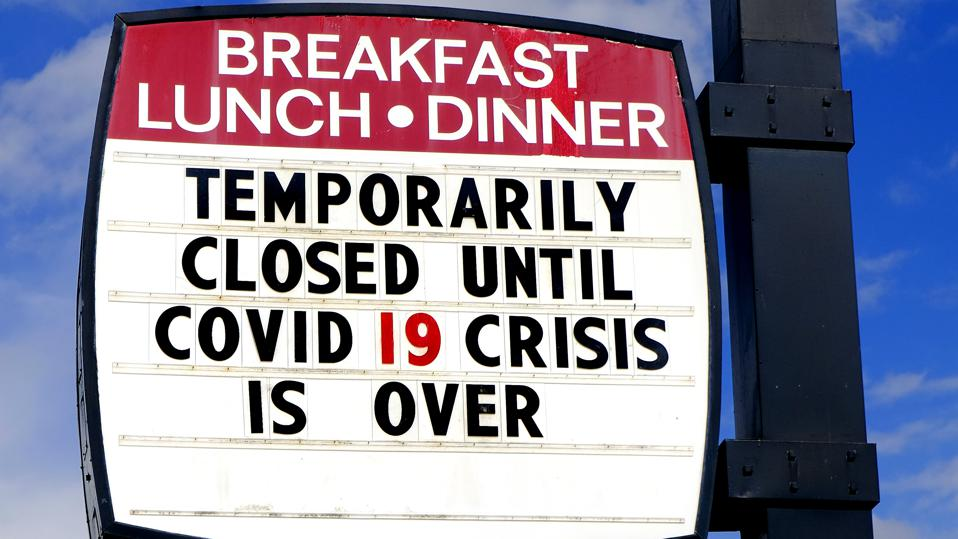 BREAKFAST
LUNCH • DINNER
TEMPORARILY
CLOSED UNTIL
COVID 19 CRISIS
IS OVER